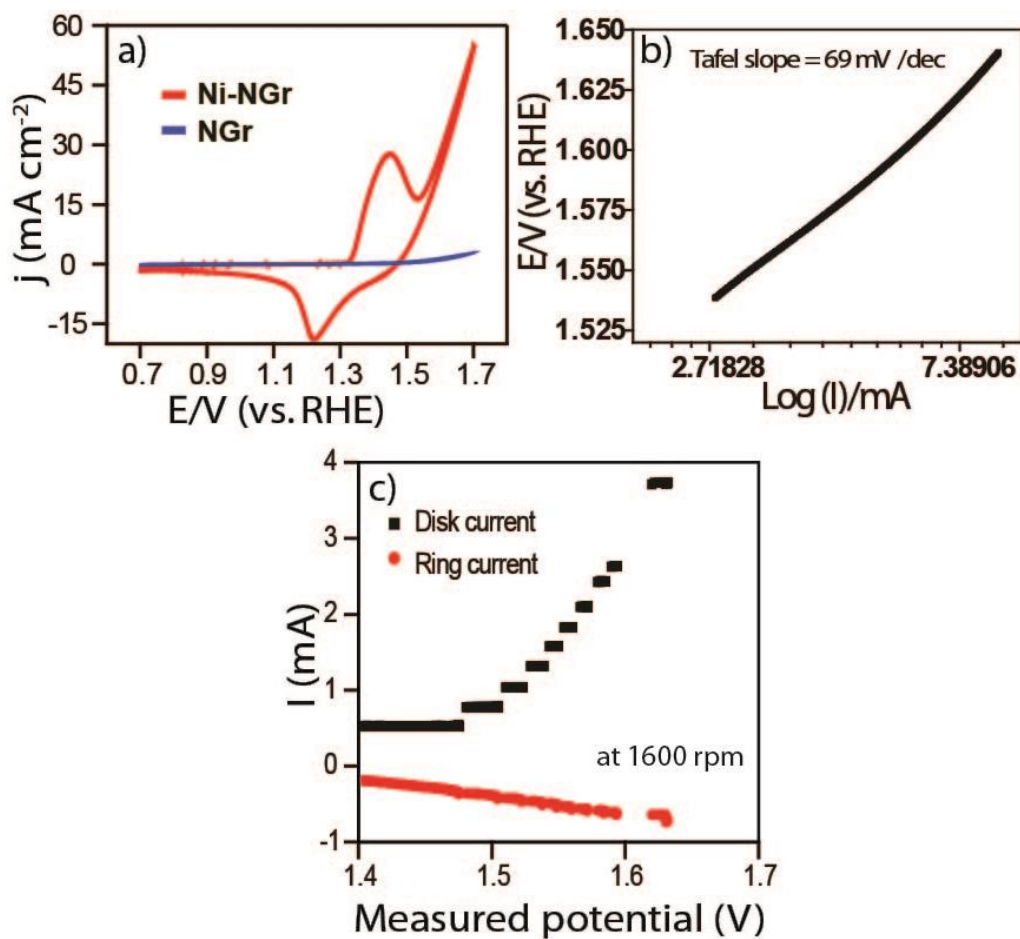 a)
Ni-NGr
NGr
j (mA cm⁻²)
60
45
30
15
0
-15
0.7 0.9 1.1 1.3 1.5 1.7
E/V (vs. RHE)
b)
Tafel slope = 69 mV /dec
E/V (vs. RHE)
1.650
1.625
1.600
1.575
1.550
1.525
2.71828 7.38906
Log (I)/mA
c)
Disk current
Ring current
I (mA)
4
3
2
1
0
-1
at 1600 rpm
1.4 1.5 1.6 1.7
Measured potential (V)